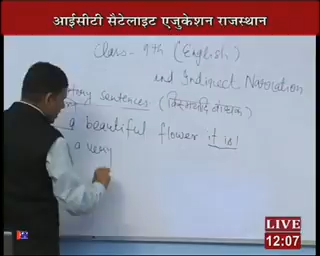 आईसीटी सैटेलाइट एजुकेशन राजस्थान
Class - 9th (English)
and Indirect Narration
tory sentences (विस्मयादि बोधक)
a beautiful flower it is!
a very
LIVE
12:07